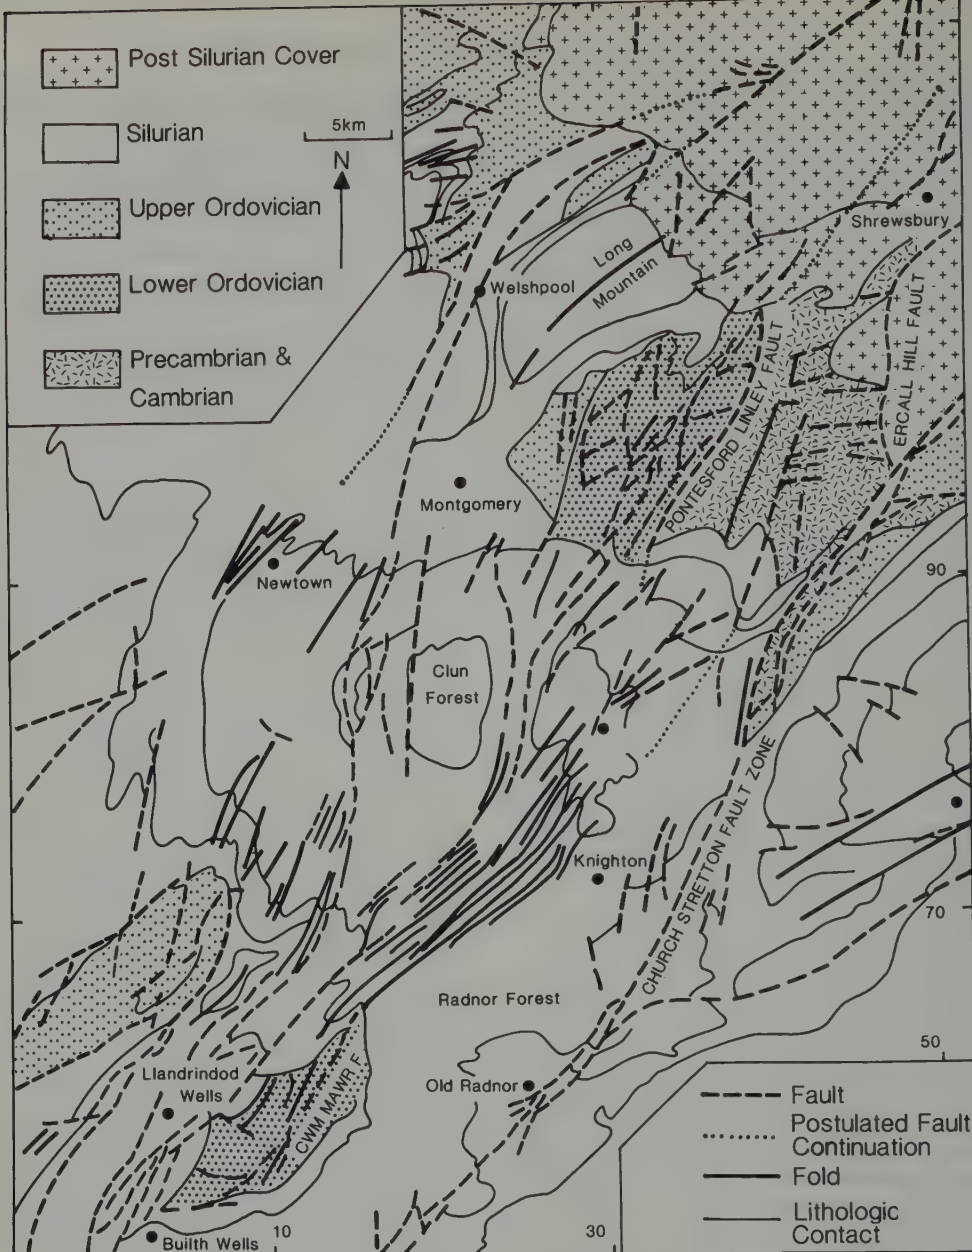 Post Silurian Cover
Silurian
5km
N
Upper Ordovician
Lower Ordovician
Precambrian &
Cambrian
Shrewsbury
Long
Mountain
Welshpool
PONTESFORD LINLEY FAULT
ERCALL HILL FAULT
Montgomery
Newtown
90
Clun
Forest
Knighton
CHURCH STRETTON FAULT ZONE
70
Radnor Forest
50
Llandrindod
Wells
Old Radnor
CWM MAWR F
Builth Wells
10
30
Fault
Postulated Fault
Continuation
Fold
Lithologic
Contact